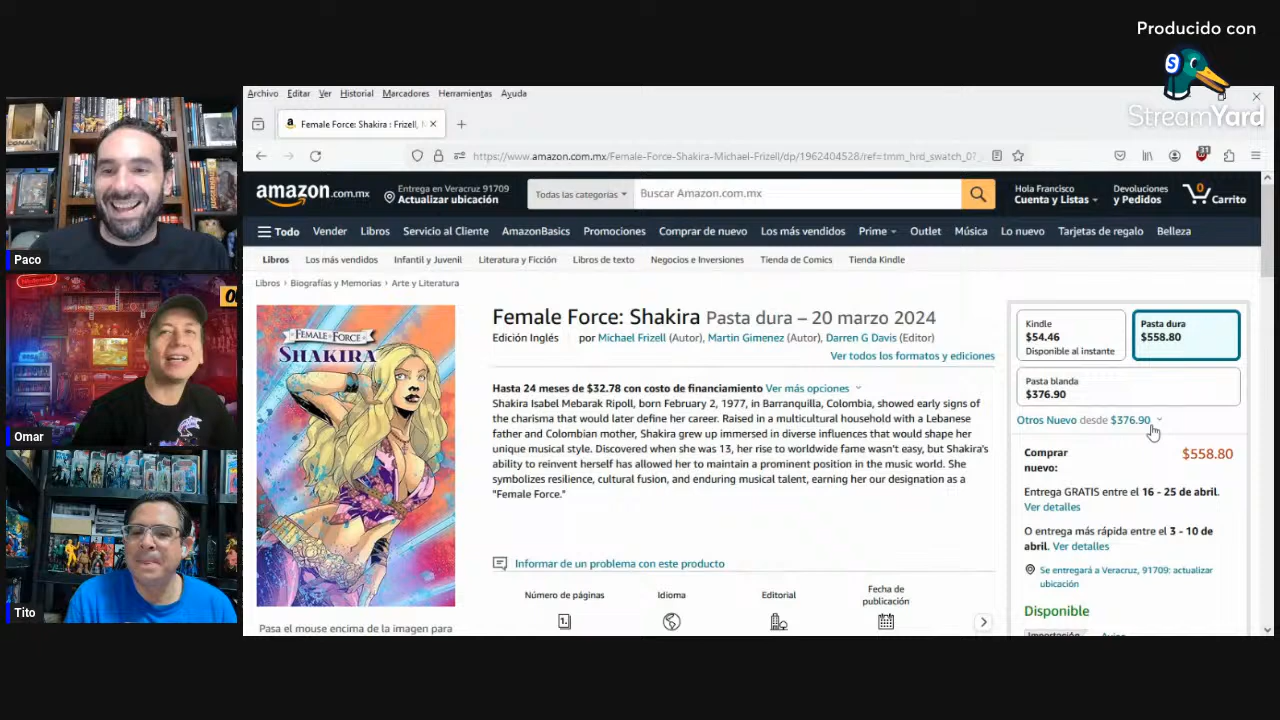 Producido con
StreamYard
Archivo Editar Ver Historial Marcadores Herramientas Ayuda
Female Force: Shakira : Frizell,
https://www.amazon.com.mx/Female-Force-Shakira-Michael-Frizell/dp/1962404528/ref=tmm_hrd_swatch_0?_
31
amazon.com.mx
Entrega en Veracruz 91709
Actualizar ubicación
Todas las categorías
Buscar Amazon.com.mx
Hola Francisco
Cuenta y Listas
Devoluciones
y Pedidos
0
Carrito
Todo Vender Libros Servicio al Cliente AmazonBasics Promociones Comprar de nuevo Los más vendidos Prime Outlet Música Lo nuevo Tarjetas de regalo Belleza
Libros Los más vendidos Infantil y Juvenil Literatura y Ficción Libros de texto Negocios e Inversiones Tienda de Comics Tienda Kindle
Libros › Biografías y Memorias › Arte y Literatura
FEMALE FORCE
SHAKIRA
Pasa el mouse encima de la imagen para
Female Force: Shakira Pasta dura – 20 marzo 2024
Edición Inglés por Michael Frizell (Autor), Martin Gimenez (Autor), Darren G Davis (Editor)
Ver todos los formatos y ediciones
Hasta 24 meses de $32.78 con costo de financiamiento Ver más opciones
Shakira Isabel Mebarak Ripoll, born February 2, 1977, in Barranquilla, Colombia, showed early signs of
the charisma that would later define her career. Raised in a multicultural household with a Lebanese
father and Colombian mother, Shakira grew up immersed in diverse influences that would shape her
unique musical style. Discovered when she was 13, her rise to worldwide fame wasn't easy, but Shakira's
ability to reinvent herself has allowed her to maintain a prominent position in the music world. She
symbolizes resilience, cultural fusion, and enduring musical talent, earning her our designation as a
"Female Force."
Informar de un problema con este producto
Número de páginas
Idioma
Editorial
Fecha de
publicación
Kindle
$54.46
Disponible al instante
Pasta dura
$558.80
Pasta blanda
$376.90
Otros Nuevo desde $376.90
Comprar
nuevo:
$558.80
Entrega GRATIS entre el 16 - 25 de abril.
Ver detalles
O entrega más rápida entre el 3 - 10 de
abril. Ver detalles
Se entregará a Veracruz, 91709: actualizar
ubicación
Disponible
CONAN
JUGGERNAUT
Paco
Omar
Tito